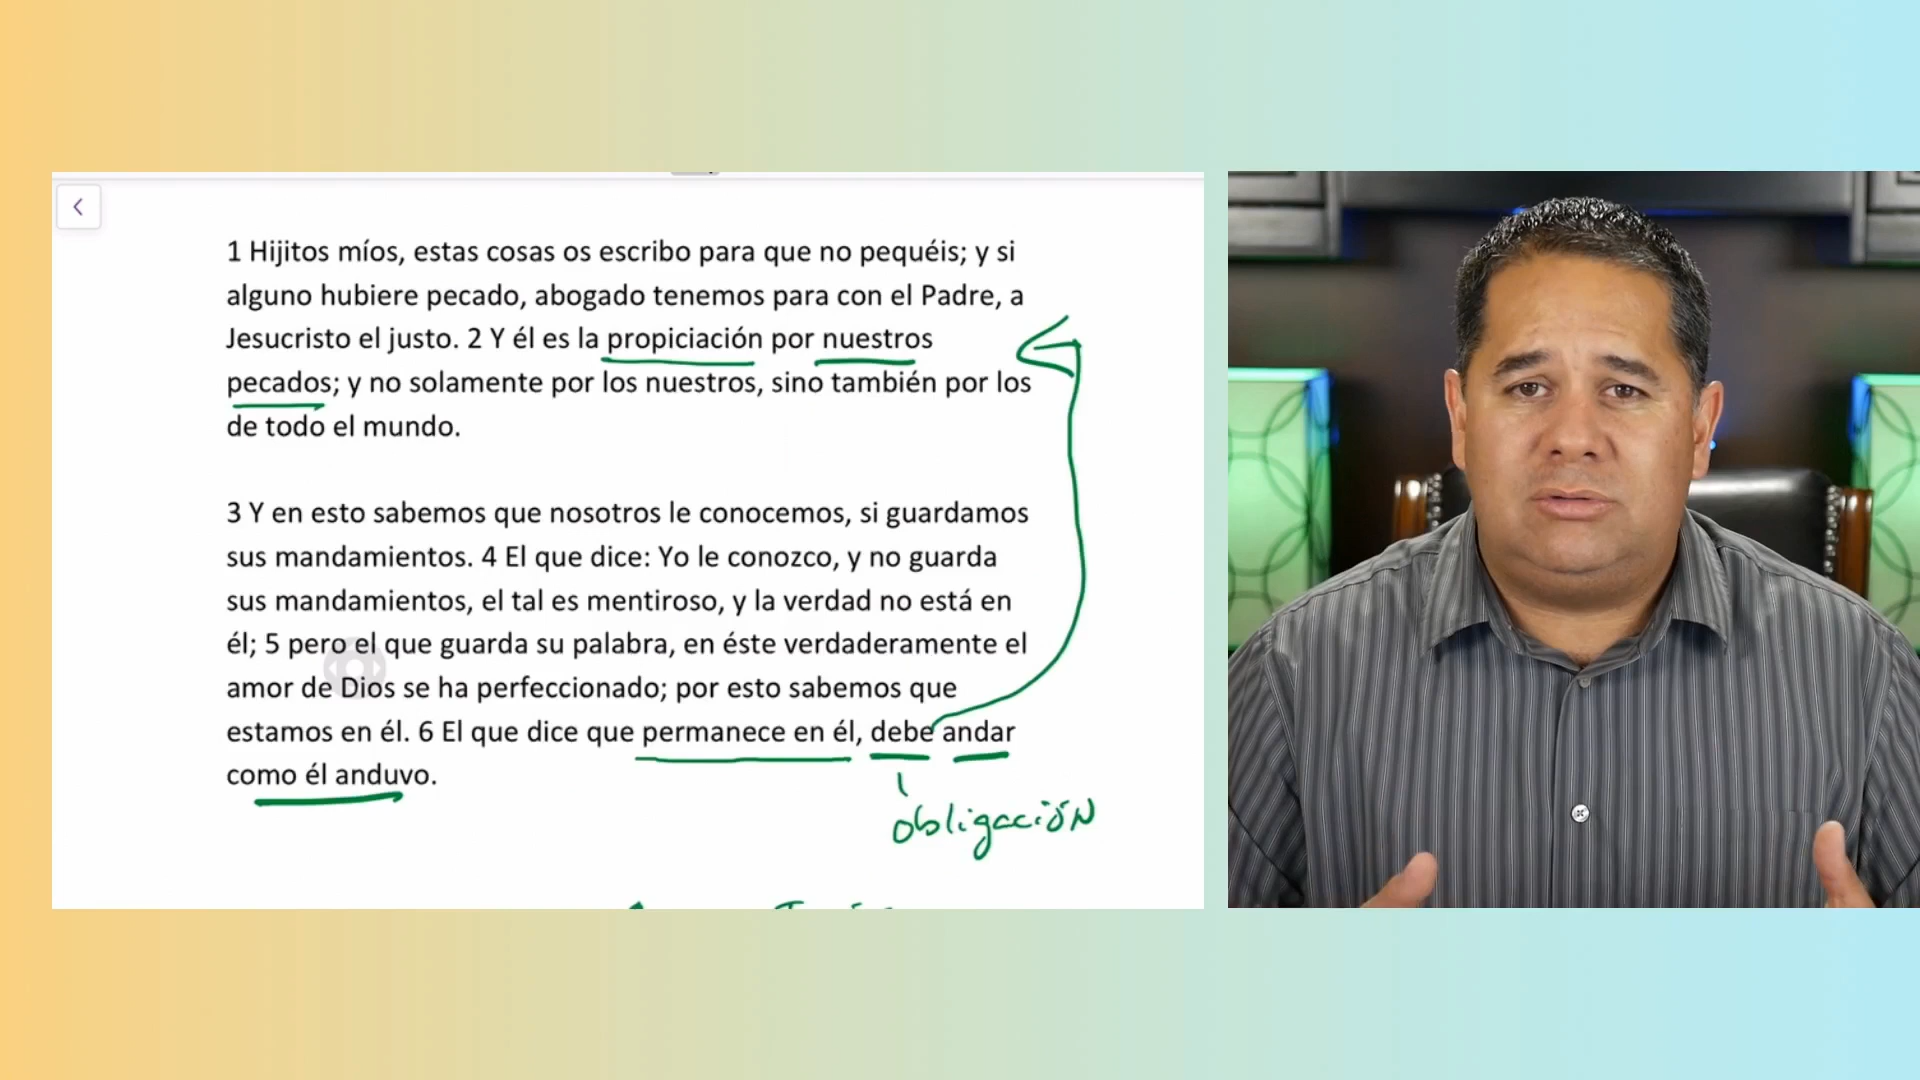 1 Hijitos míos, estas cosas os escribo para que no pequéis; y si
alguno hubiere pecado, abogado tenemos para con el Padre, a
Jesucristo el justo. 2 Y él es la propiciación por nuestros
pecados; y no solamente por los nuestros, sino también por los
de todo el mundo.
3 Y en esto sabemos que nosotros le conocemos, si guardamos
sus mandamientos. 4 El que dice: Yo le conozco, y no guarda
sus mandamientos, el tal es mentiroso, y la verdad no está en
él; 5 pero el que guarda su palabra, en éste verdaderamente el
amor de Dios se ha perfeccionado; por esto sabemos que
estamos en él. 6 El que dice que permanece en él, debe andar
como él anduvo.
obligación